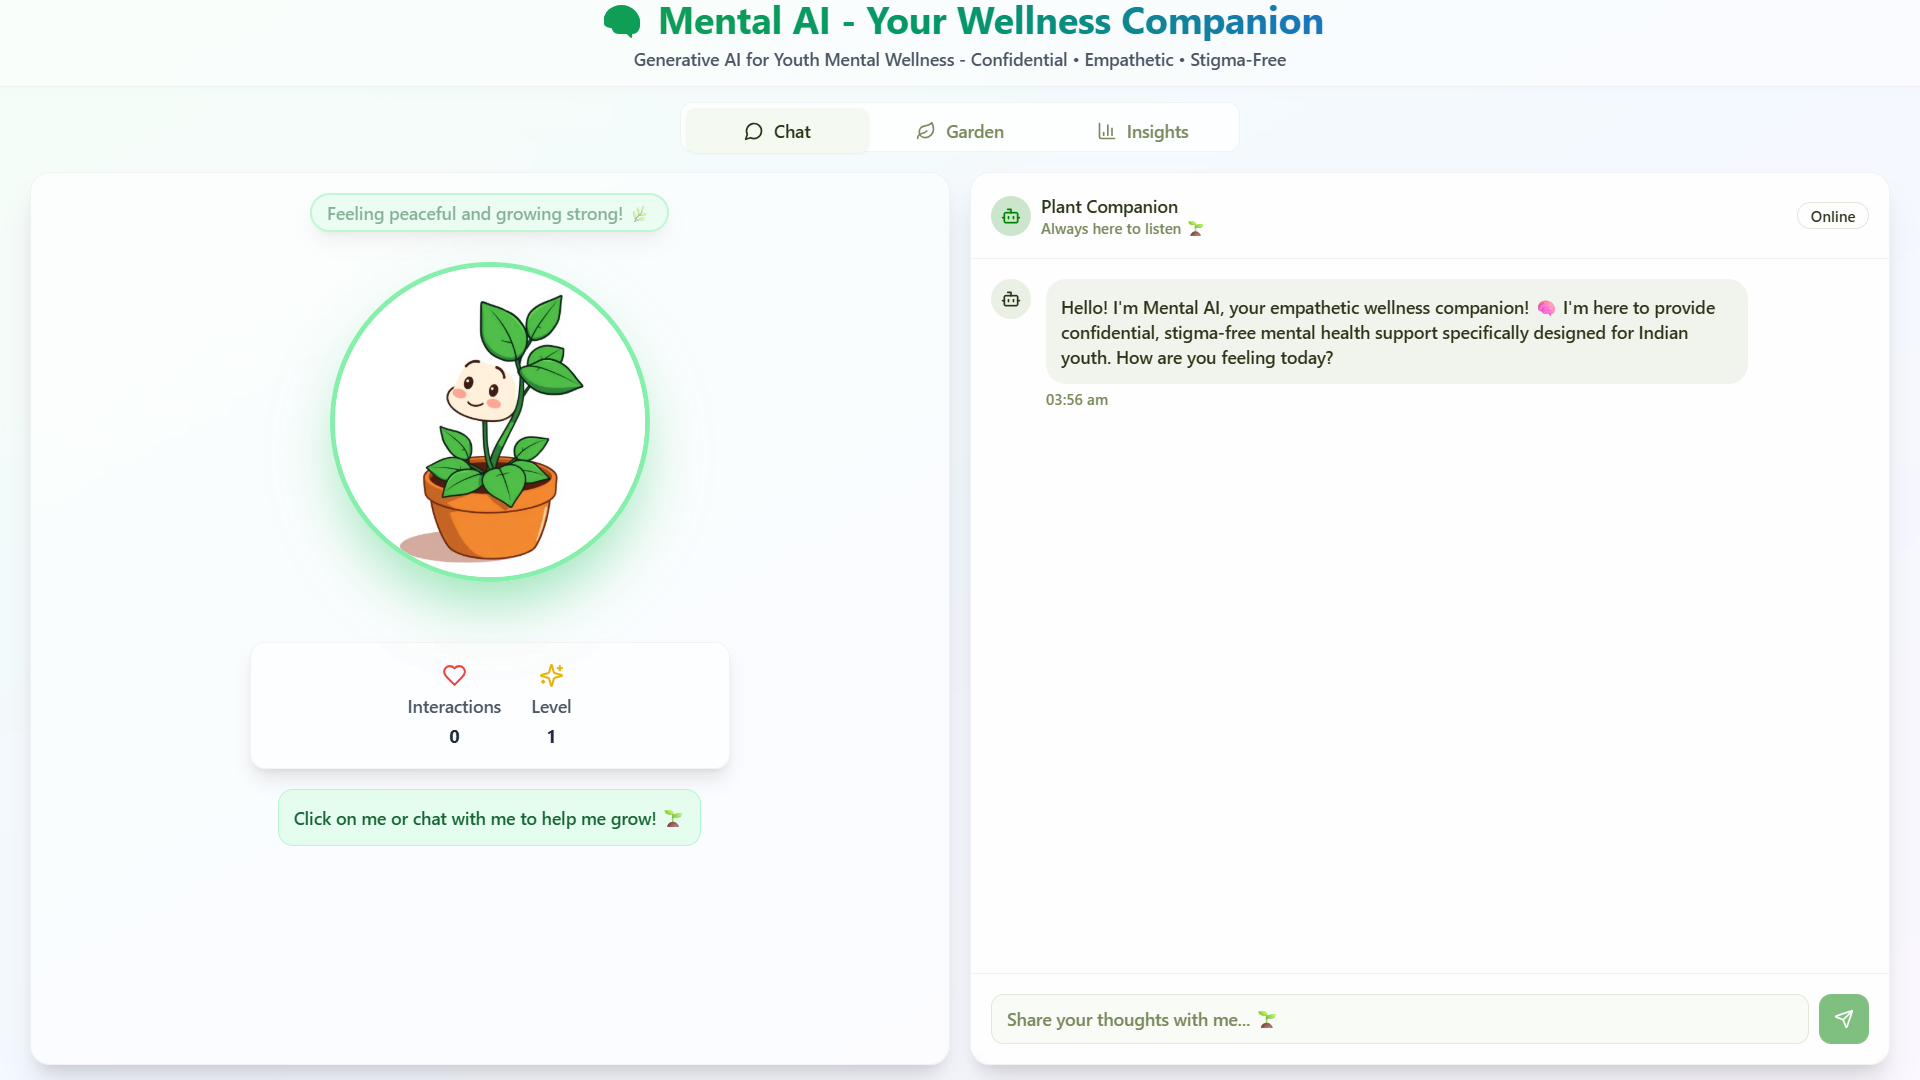 Mental AI - Your Wellness Companion
Generative AI for Youth Mental Wellness - Confidential • Empathetic • Stigma-Free
Chat
Garden
Insights
Feeling peaceful and growing strong! 🌿
Interactions
0
Level
1
Click on me or chat with me to help me grow! 🌱
Plant Companion
Always here to listen 🌱
Online
Hello! I'm Mental AI, your empathetic wellness companion! 🧠 I'm here to provide
confidential, stigma-free mental health support specifically designed for Indian
youth. How are you feeling today?
03:56 am
Share your thoughts with me... 🌱